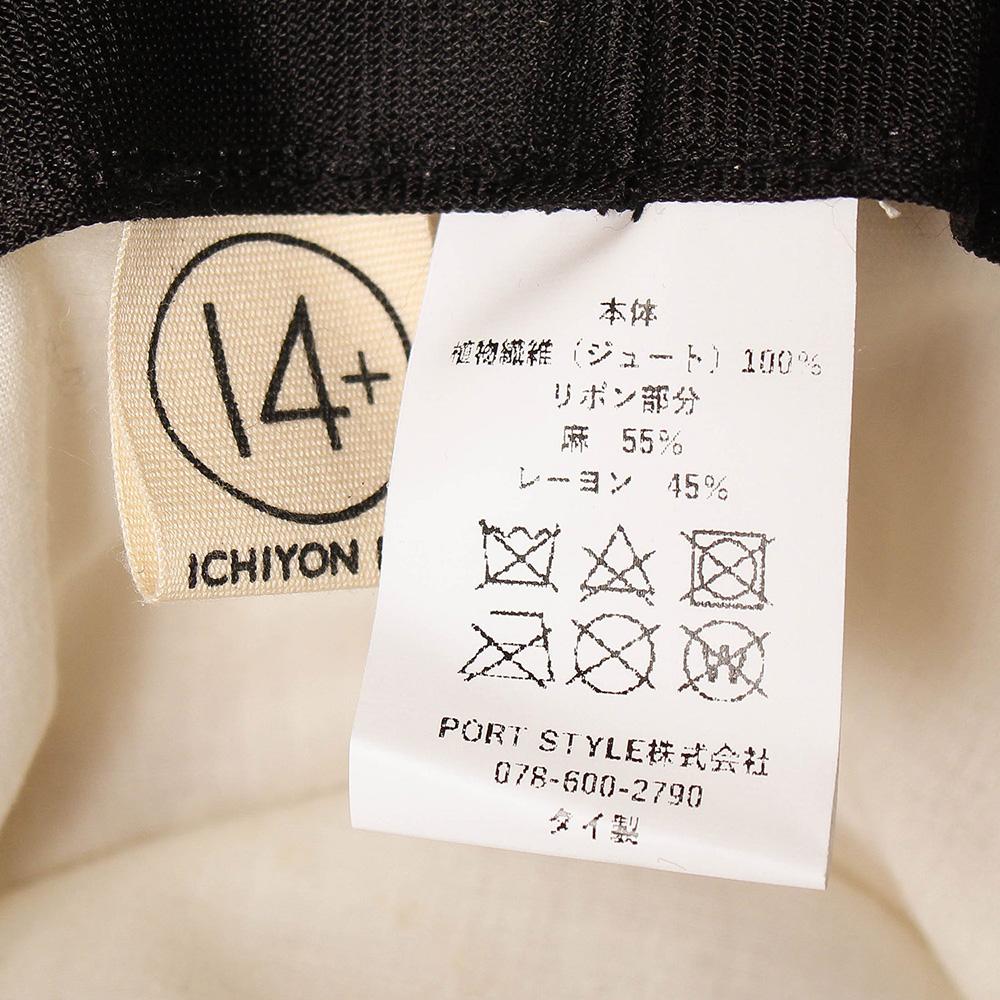 14+
ICHIYON
本体
植物繊維（ジュート）100%
リボン部分
麻 55%
レーヨン 45%
W
PORT STYLE株式会社
078-600-2790
タイ製